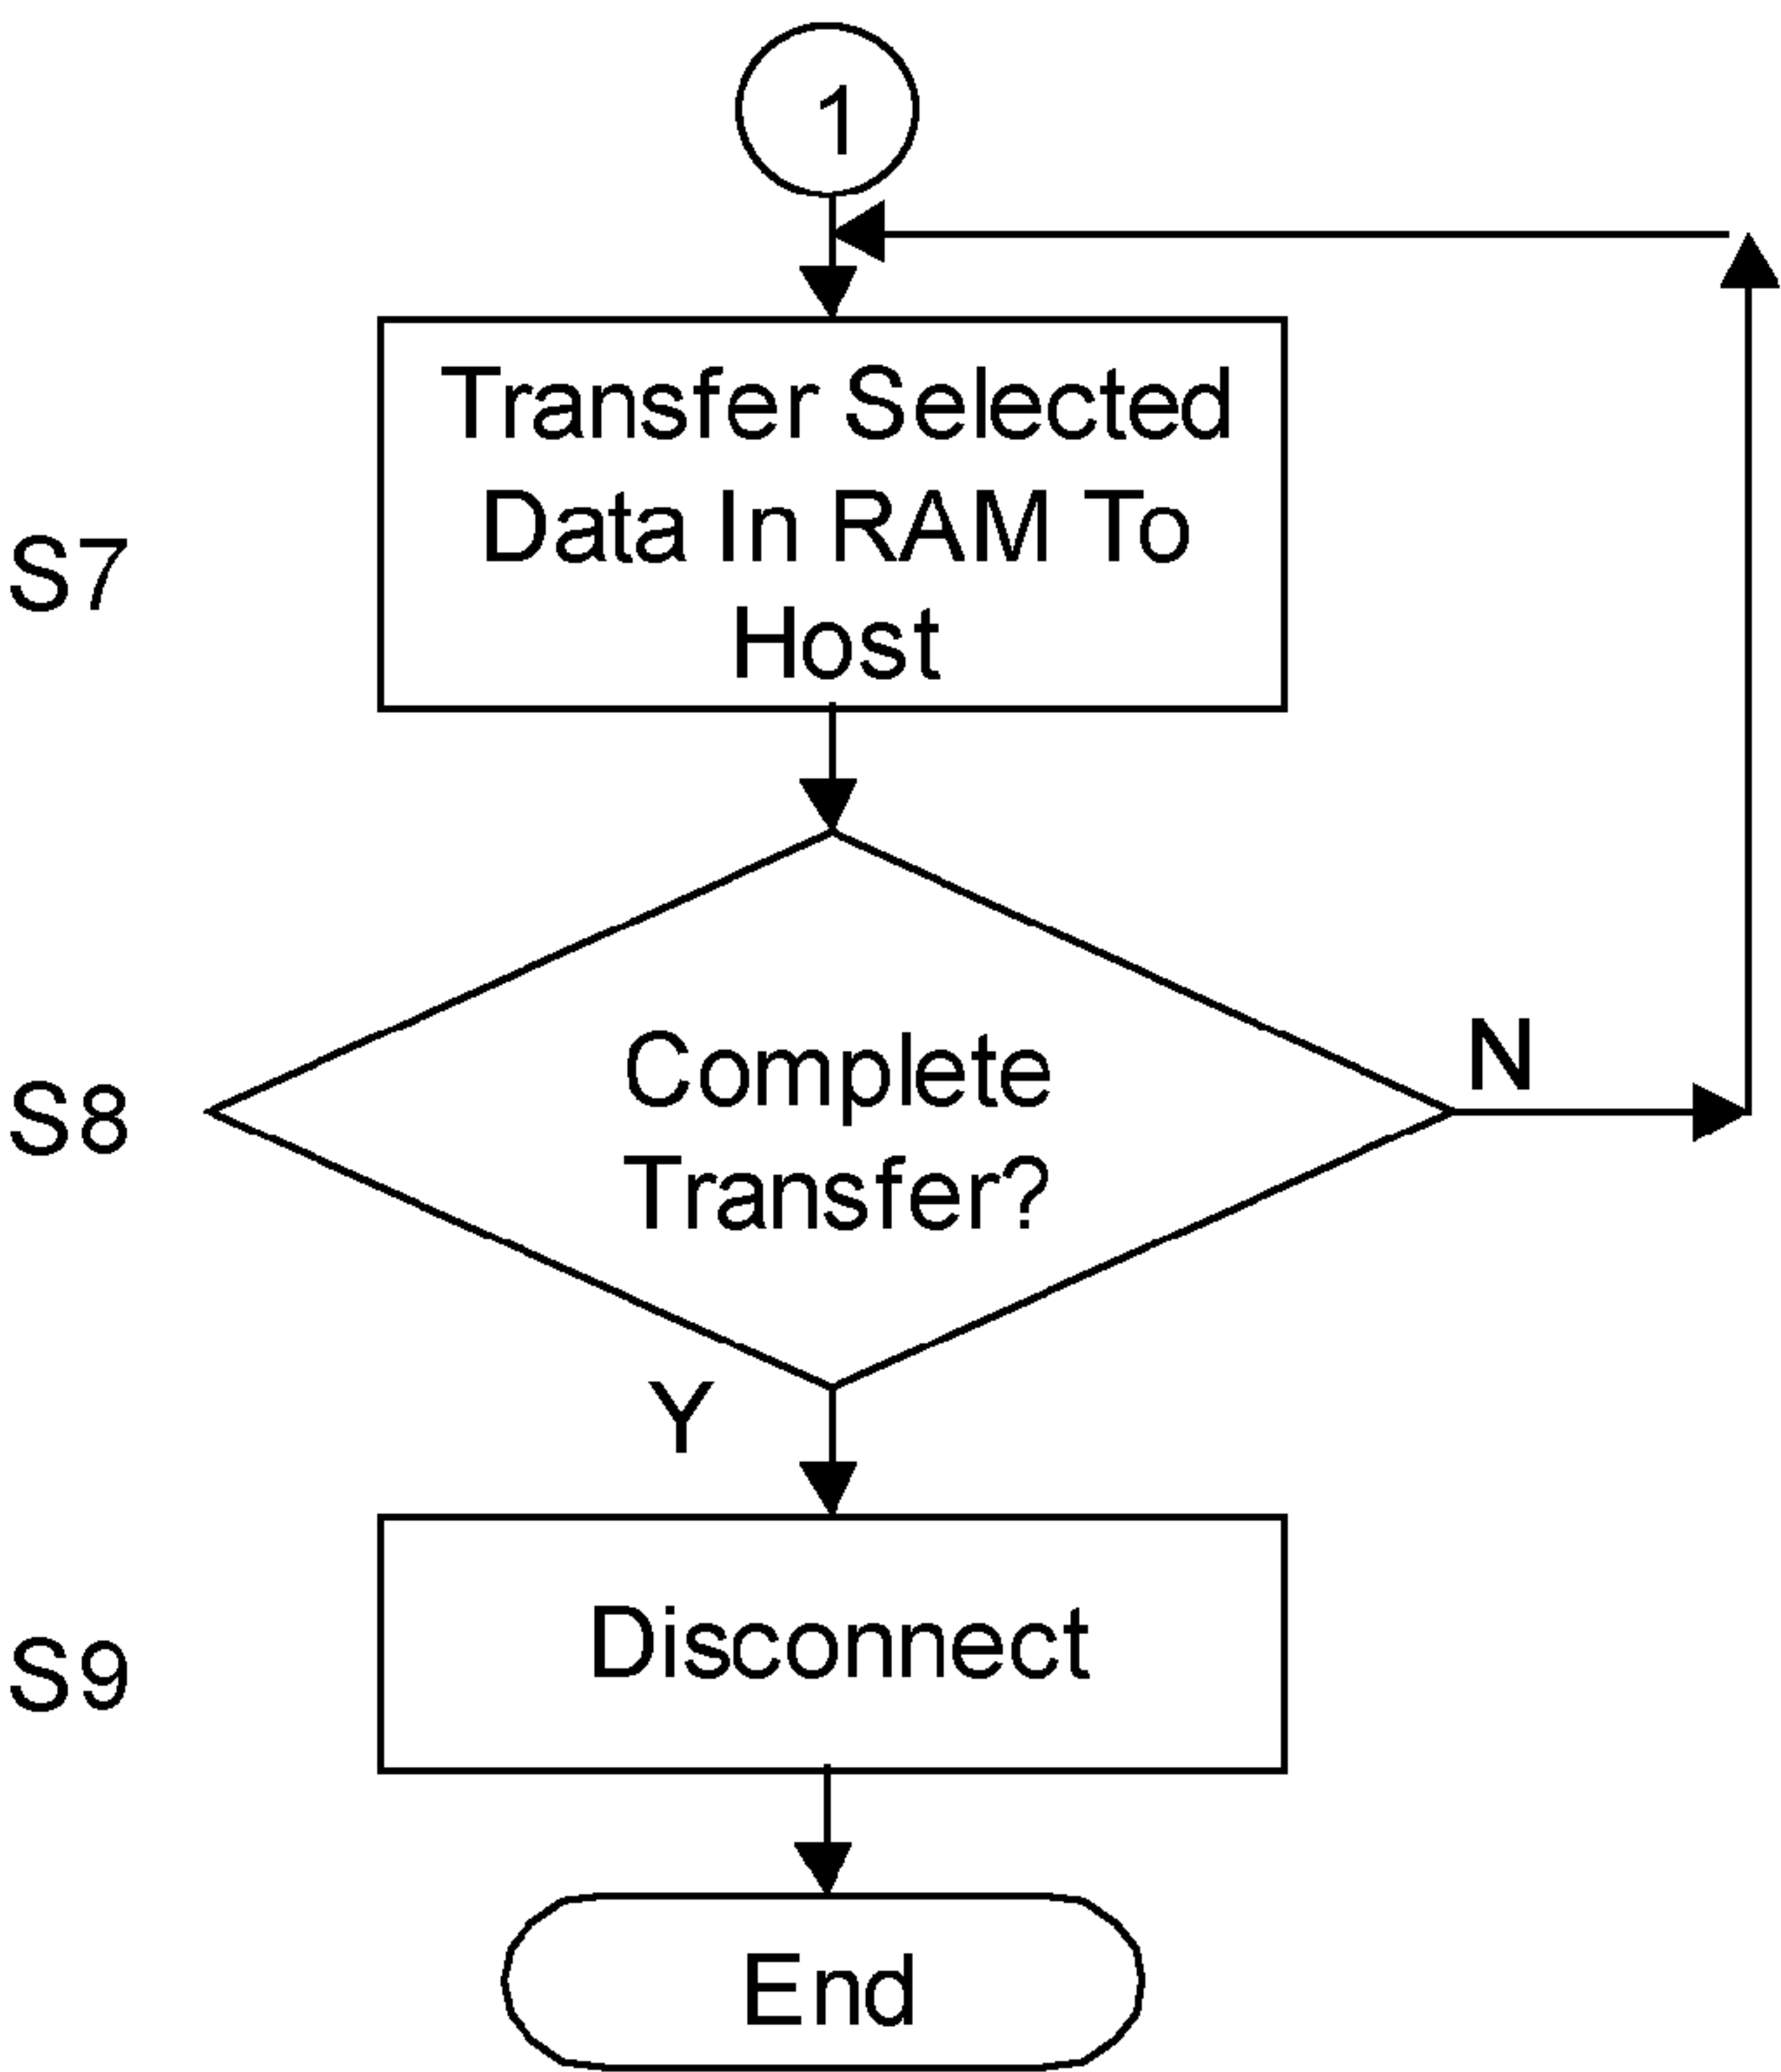 1
Transfer Selected
Data In RAM To
Host
S7
Complete
Transfer?
N
S8
Y
Disconnect
S9
End